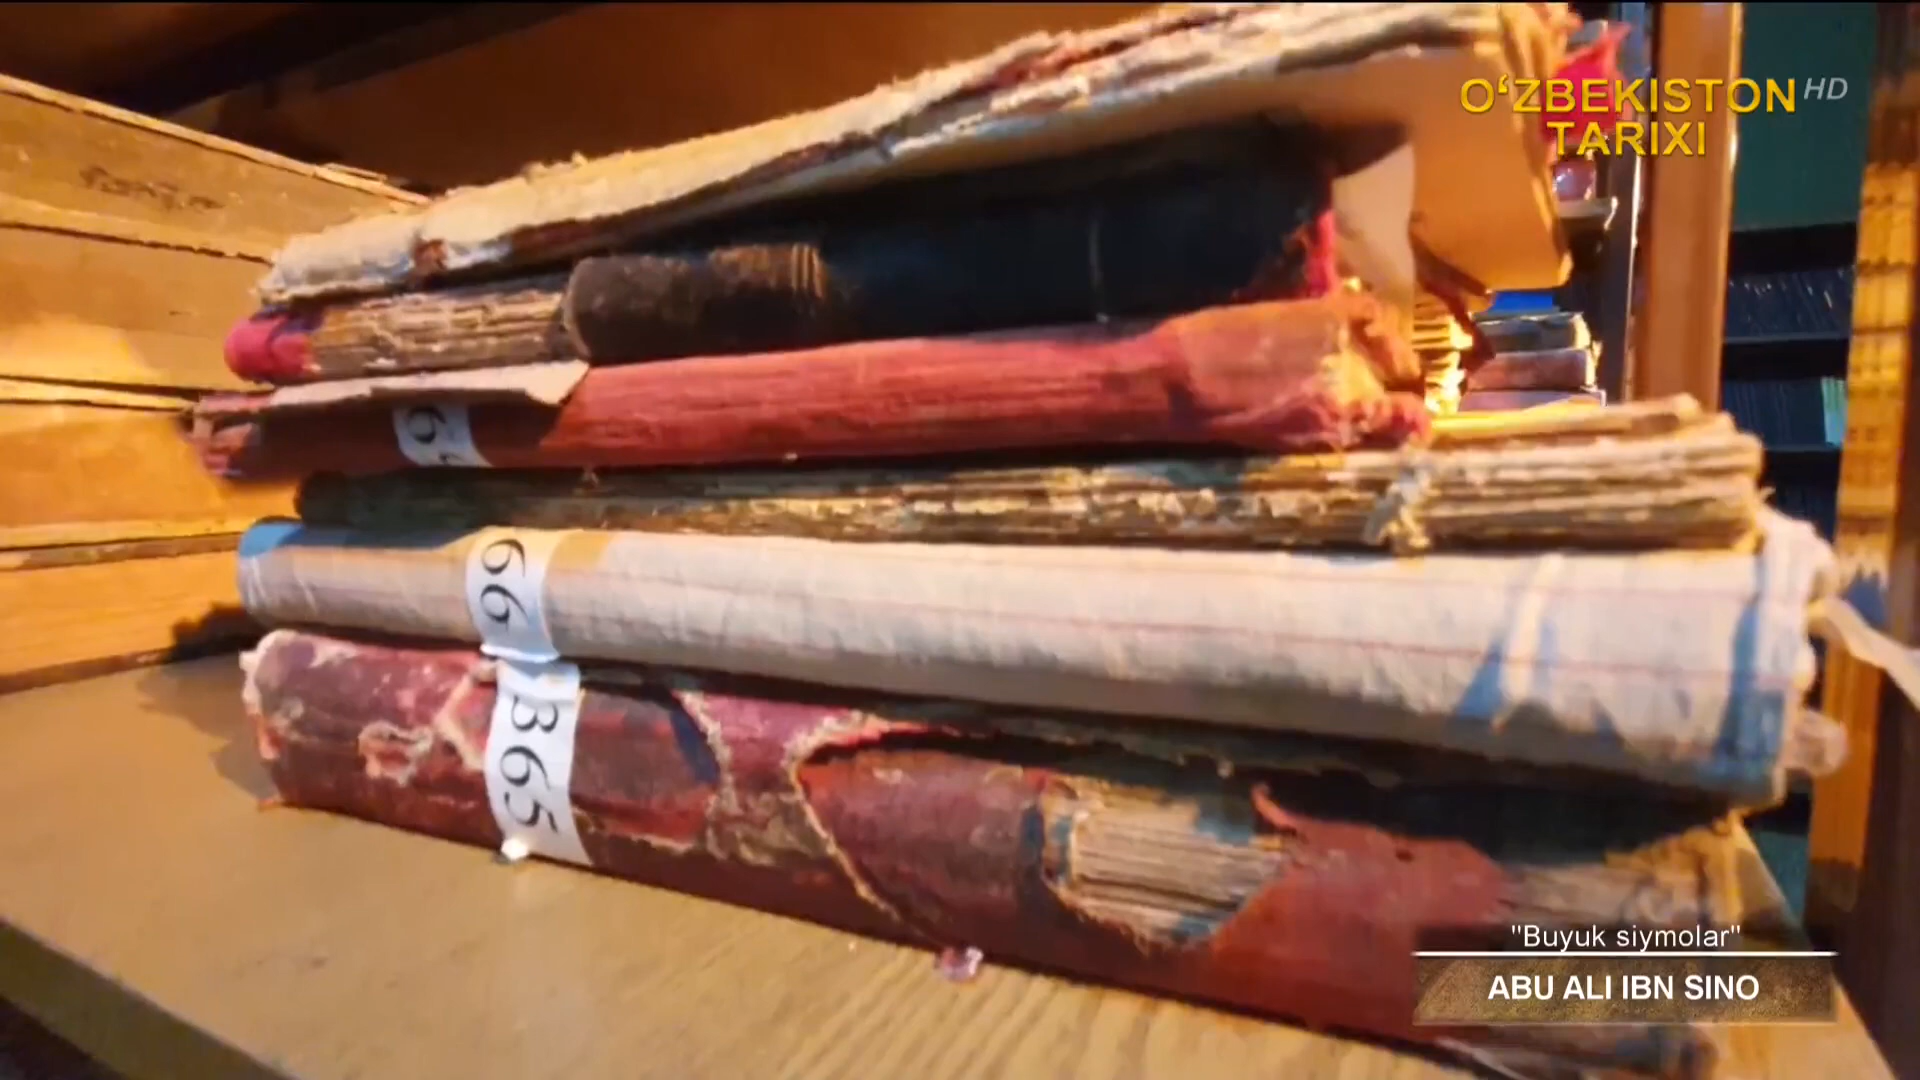 O‘ZBEKISTON HD
TARIXI
66
365
"Buyuk siymolar"
ABU ALI IBN SINO